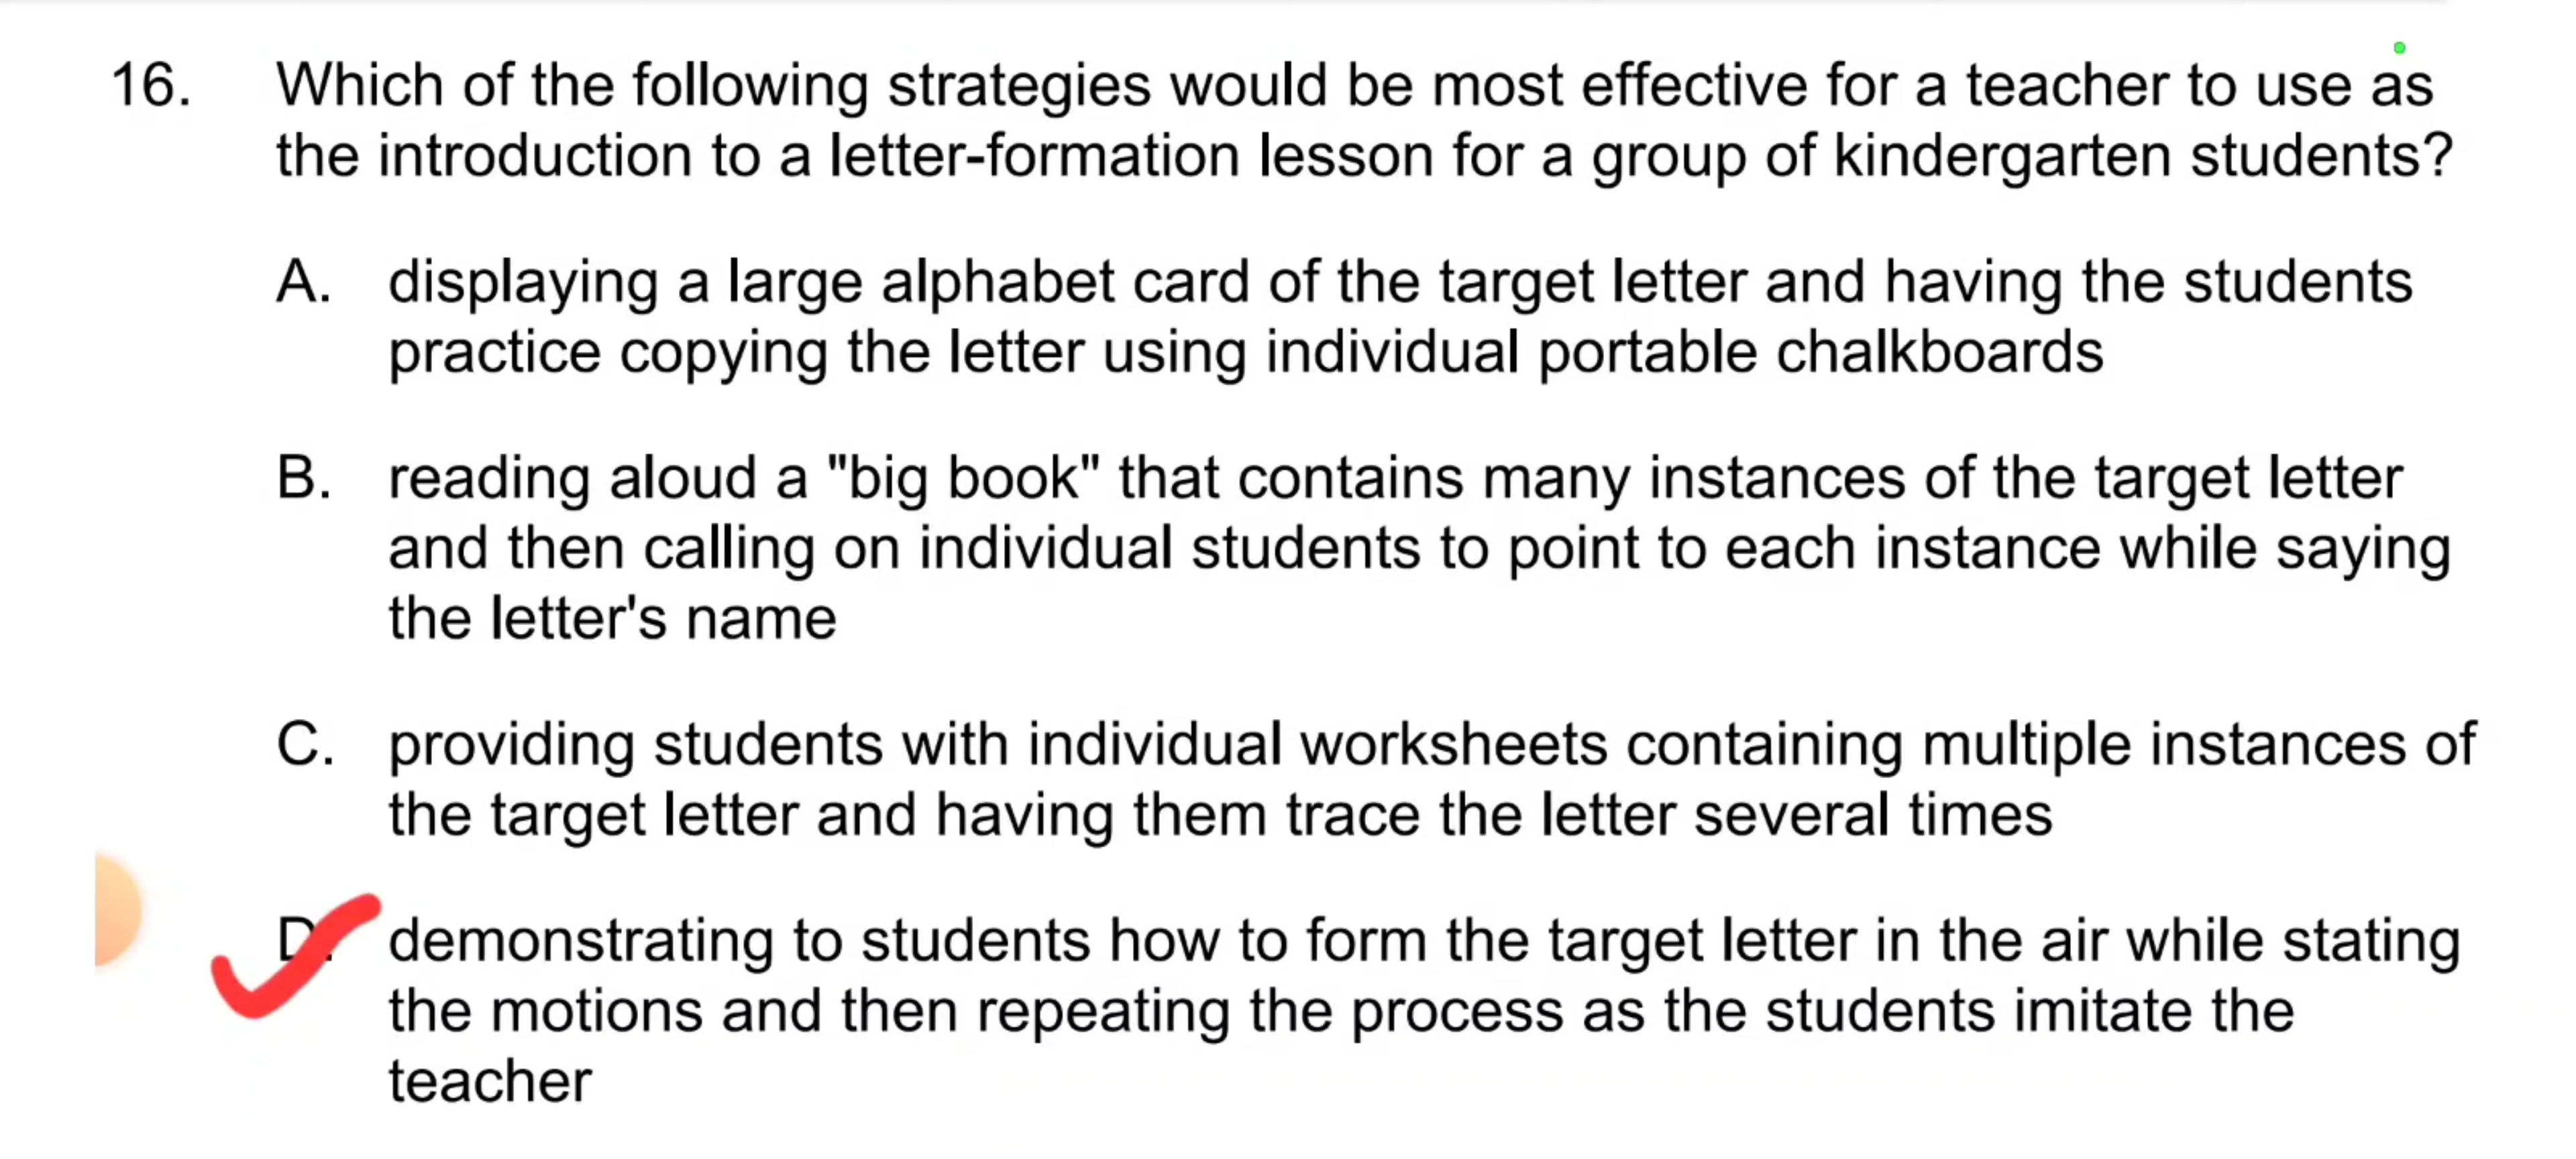 16. Which of the following strategies would be most effective for a teacher to use as
the introduction to a letter-formation lesson for a group of kindergarten students?
A. displaying a large alphabet card of the target letter and having the students
practice copying the letter using individual portable chalkboards
B. reading aloud a "big book" that contains many instances of the target letter
and then calling on individual students to point to each instance while saying
the letter's name
C. providing students with individual worksheets containing multiple instances of
the target letter and having them trace the letter several times
D. demonstrating to students how to form the target letter in the air while stating
the motions and then repeating the process as the students imitate the
teacher